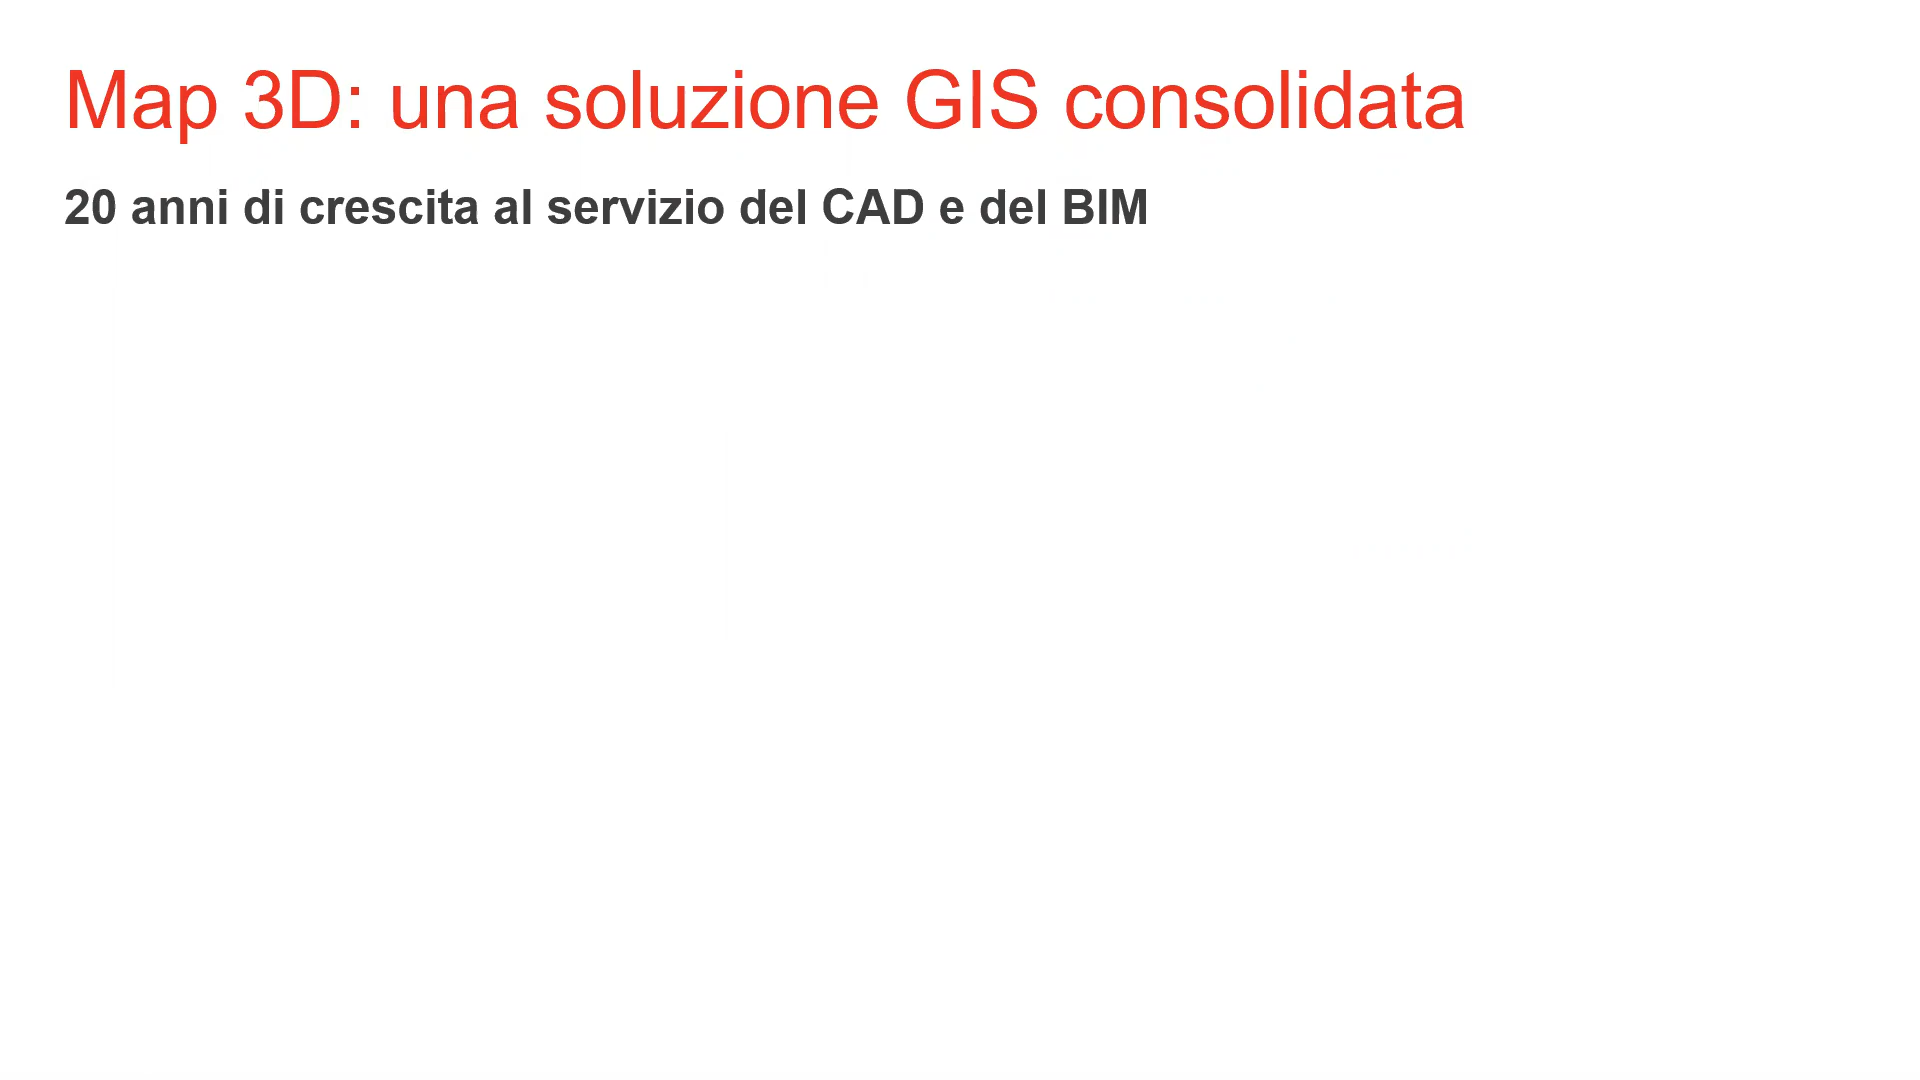 Map 3D: una soluzione GIS consolidata
20 anni di crescita al servizio del CAD e del BIM